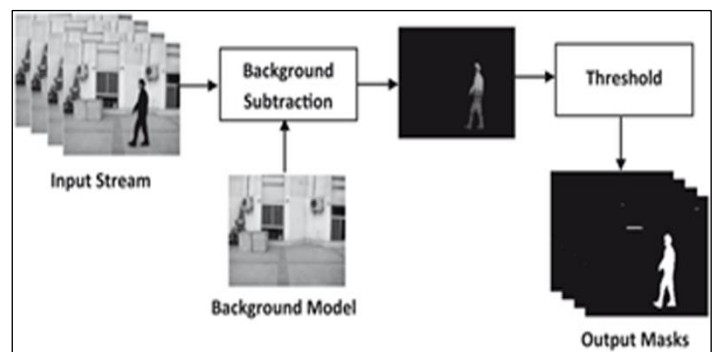 Background
Subtraction
Threshold
Input Stream
Background Model
Output Masks